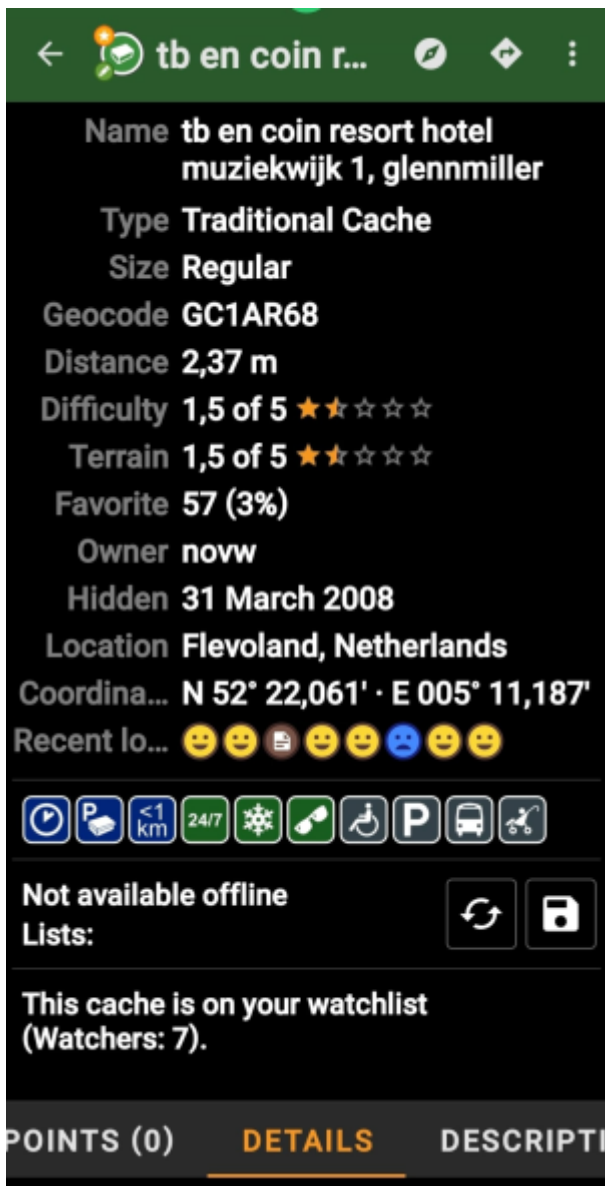 tb en coin r...
Name tb en coin resort hotel
muziekwijk 1, glennmiller
Type Traditional Cache
Size Regular
Geocode GC1AR68
Distance 2,37 m
Difficulty 1,5 of 5
Terrain 1,5 of 5
Favorite 57 (3%)
Owner novw
Hidden 31 March 2008
Location Flevoland, Netherlands
Coordina... N 52° 22,061' · E 005° 11,187'
Recent lo...
P <1 km 24/7 P
Not available offline
Lists:
This cache is on your watchlist
(Watchers: 7).
POINTS (0) DETAILS DESCRIPTI